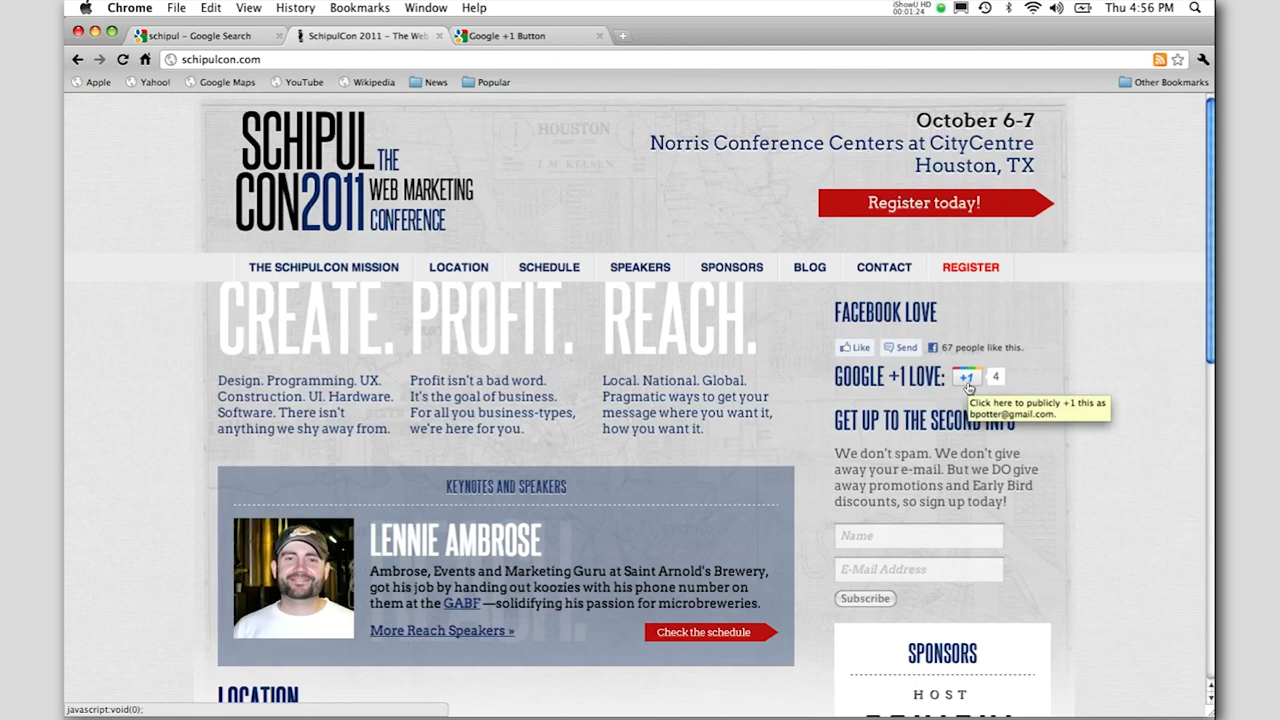 Chrome File Edit View History Bookmarks Window Help
iShowU HD
00:01:24
Thu 4:56 PM
schipul - Google Search
SchipulCon 2011 – The Web
Google +1 Button
schipulcon.com
Apple Yahoo! Google Maps YouTube Wikipedia News Popular Other Bookmarks
HOUSTON
SCHIPUL THE
CON2011 WEB MARKETING
CONFERENCE
October 6-7
Norris Conference Centers at CityCentre
Houston, TX
Register today!
THE SCHIPULCON MISSION LOCATION SCHEDULE SPEAKERS SPONSORS BLOG CONTACT REGISTER
CREATE. PROFIT. REACH.
Design. Programming. UX.
Construction. UI. Hardware.
Software. There isn't
anything we shy away from.
Profit isn't a bad word.
It's the goal of business.
For all you business-types,
we're here for you.
Local. National. Global.
Pragmatic ways to get your
message where you want it,
how you want it.
KEYNOTES AND SPEAKERS
LENNIE AMBROSE
Ambrose, Events and Marketing Guru at Saint Arnold's Brewery,
got his job by handing out koozies with his phone number on
them at the GABF —solidifying his passion for microbreweries.
More Reach Speakers »
Check the schedule
LOCATION
FACEBOOK LOVE
Like Send 67 people like this.
GOOGLE +1 LOVE: +1 4
Click here to publicly +1 this as
bpotter@gmail.com.
GET UP TO THE SECOND INFO
We don't spam. We don't give
away your e-mail. But we DO give
away promotions and Early Bird
discounts, so sign up today!
Name
E-Mail Address
Subscribe
SPONSORS
HOST
javascript:void(0);